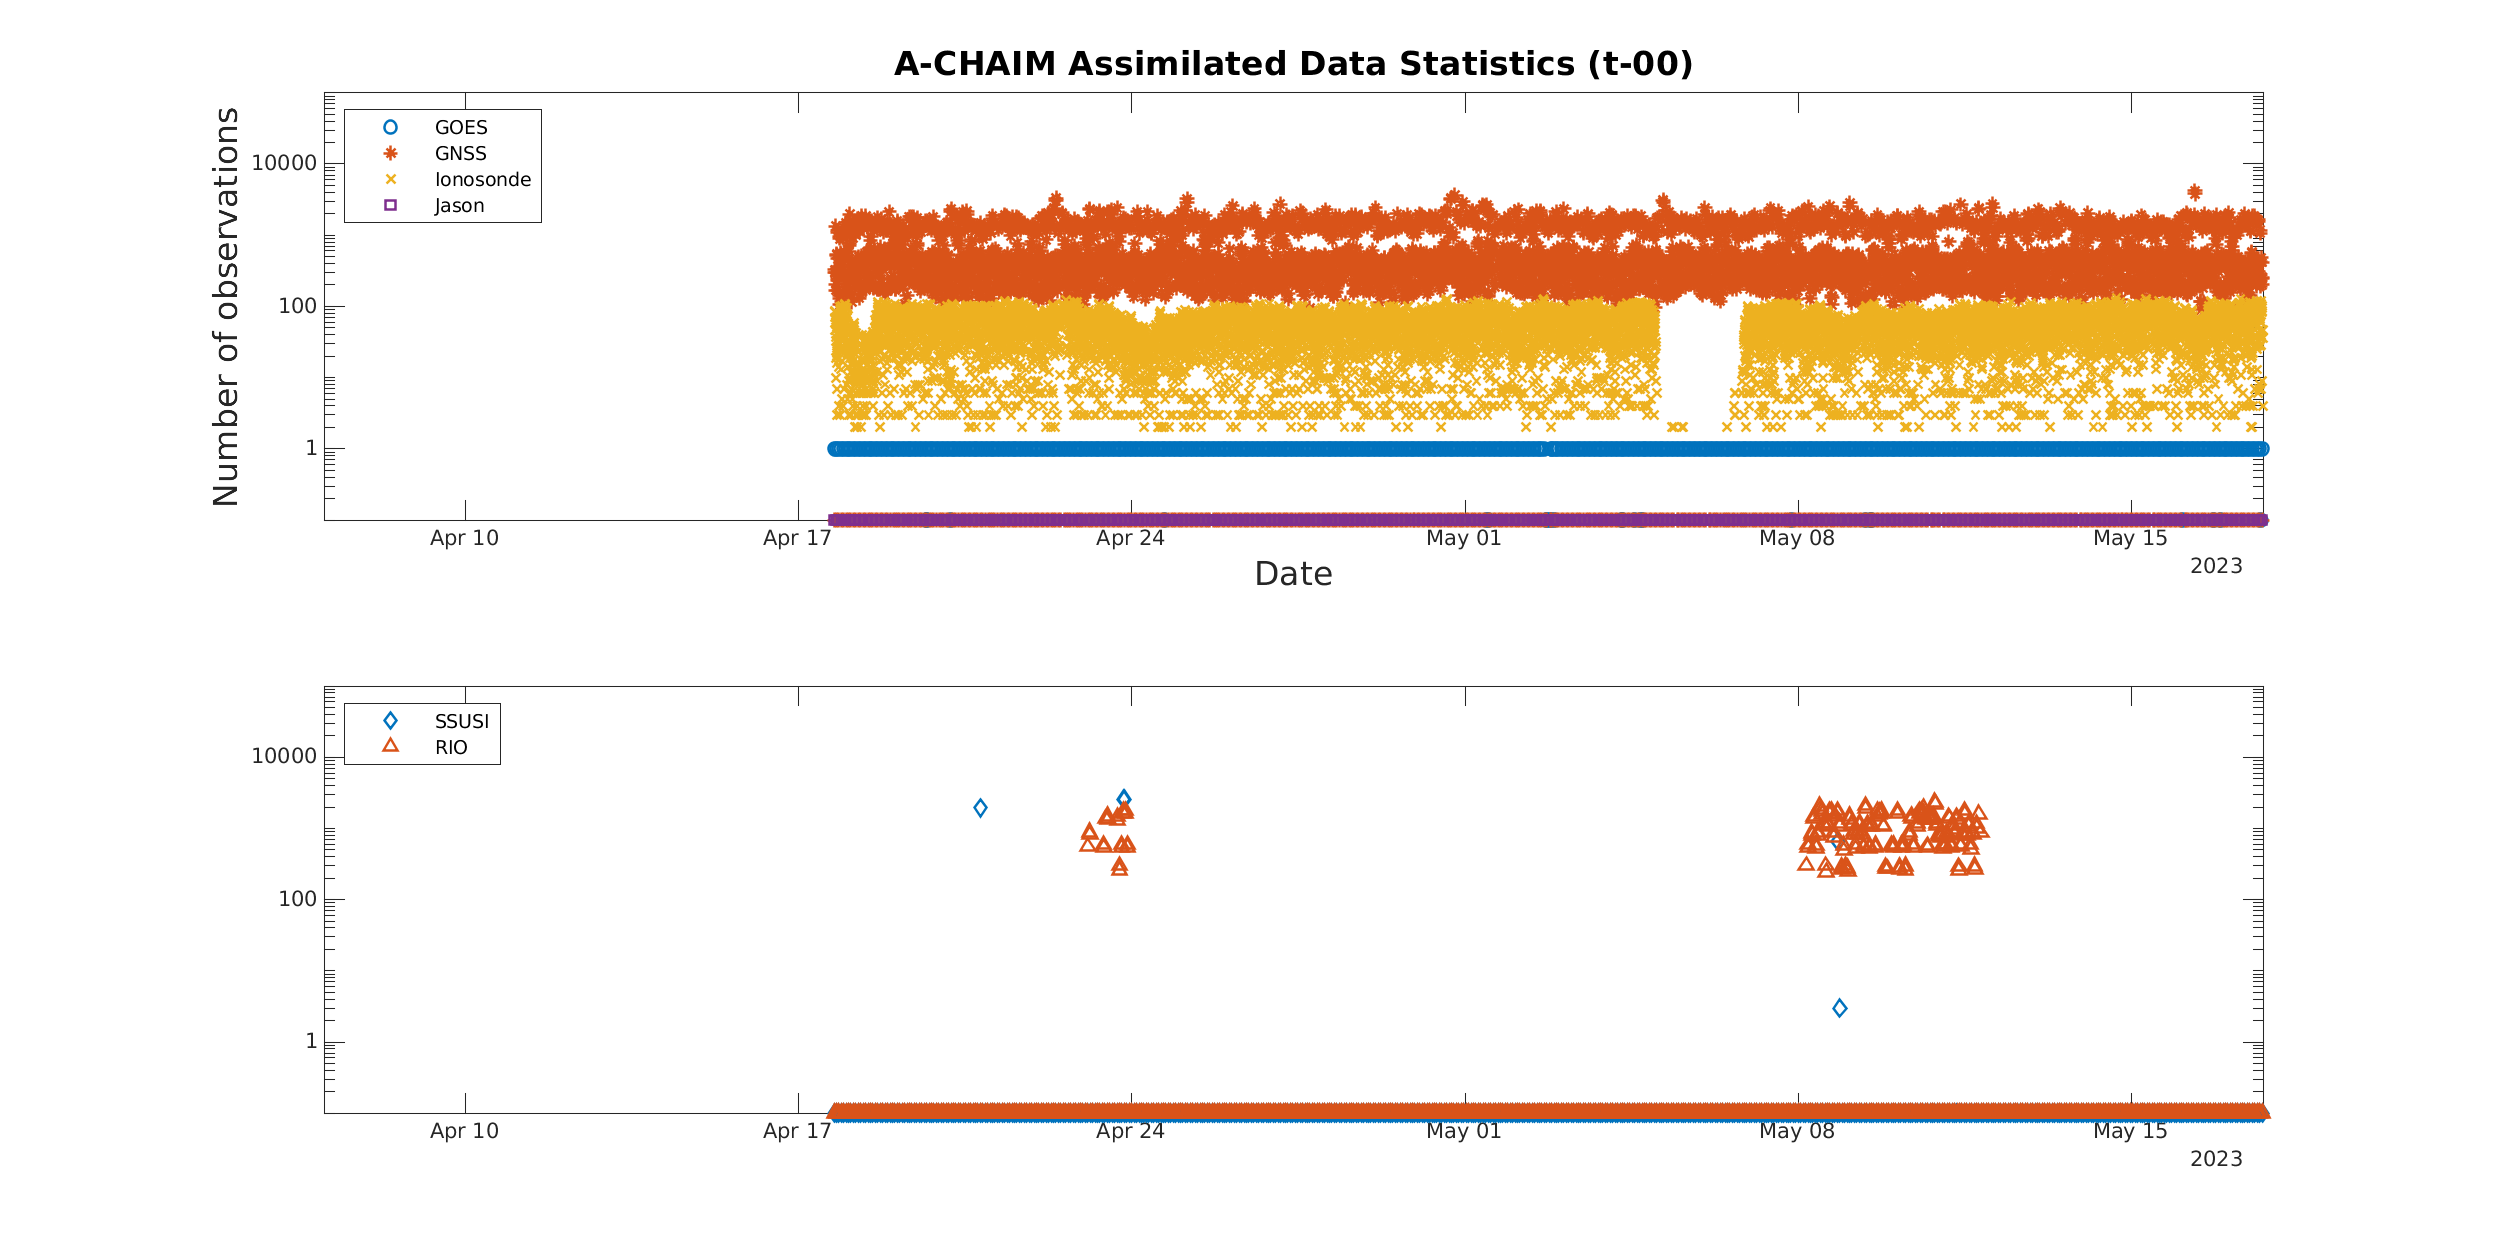 A-CHAIM Assimilated Data Statistics (t-00)
Number of observations
10000
100
1
GOES
GNSS
Ionosonde
Jason
Apr 10
Apr 17
Apr 24
May 01
May 08
May 15
2023
Date
10000
100
1
SSUSI
RIO
Apr 10
Apr 17
Apr 24
May 01
May 08
May 15
2023